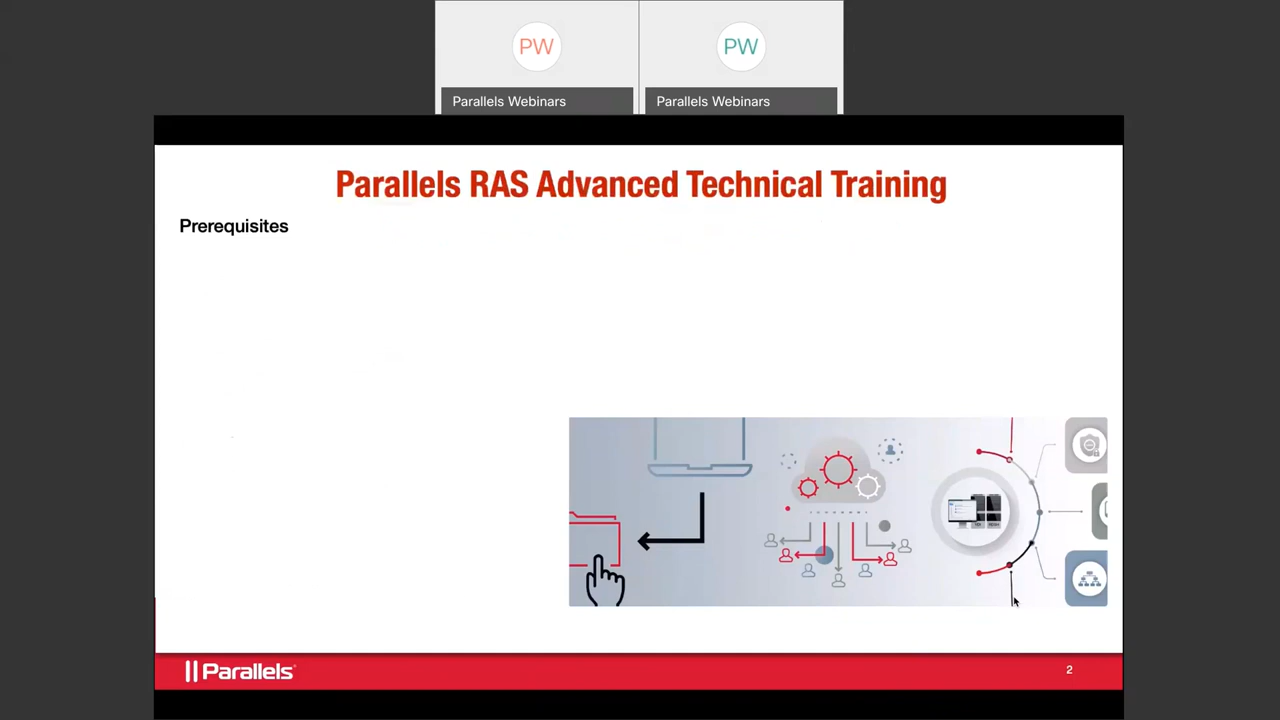 PW
PW
Parallels Webinars
Parallels Webinars
Parallels RAS Advanced Technical Training
Prerequisites
Parallels
2